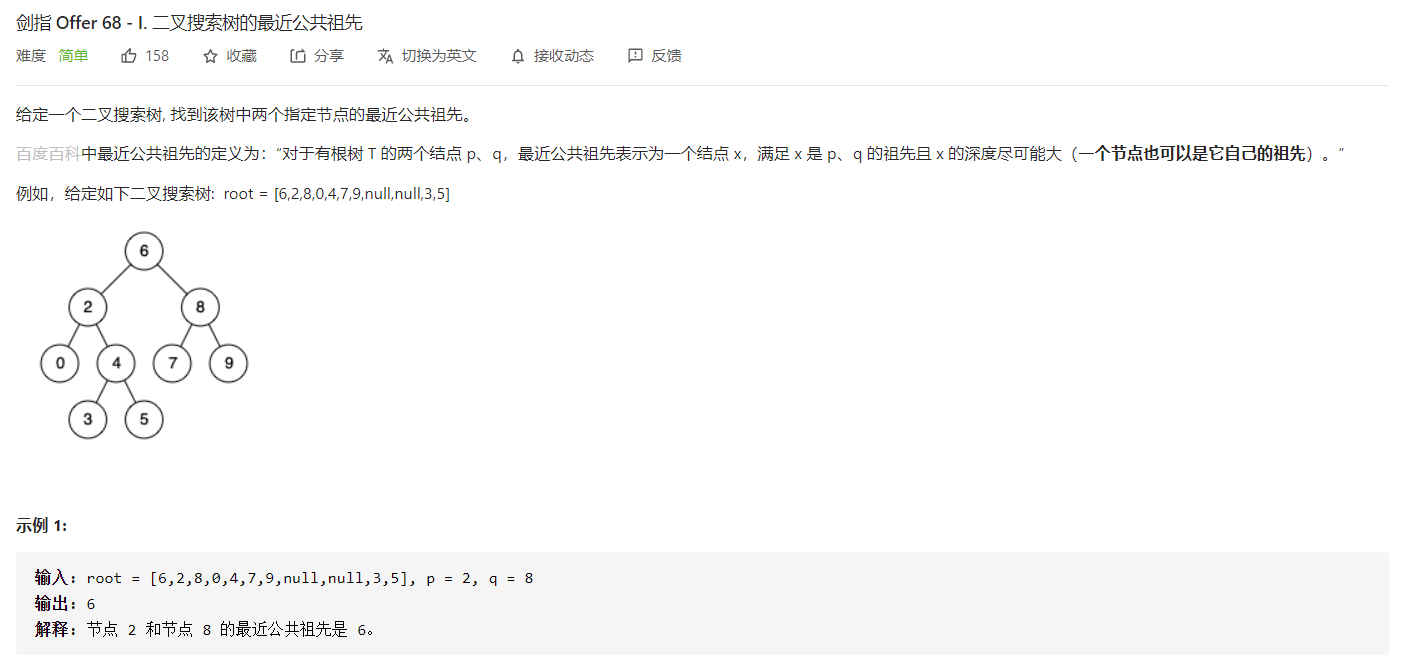 剑指 Offer 68 - I. 二叉搜索树的最近公共祖先
难度 简单 158 收藏 分享 切换为英文 接收动态 反馈
给定一个二叉搜索树, 找到该树中两个指定节点的最近公共祖先。
百度百科中最近公共祖先的定义为：“对于有根树 T 的两个结点 p、q，最近公共祖先表示为一个结点 x，满足 x 是 p、q 的祖先且 x 的深度尽可能大（一个节点也可以是它自己的祖先）。”
例如，给定如下二叉搜索树: root = [6,2,8,0,4,7,9,null,null,3,5]
6
2 8
0 4 7 9
3 5
示例 1:
输入: root = [6,2,8,0,4,7,9,null,null,3,5], p = 2, q = 8
输出: 6
解释: 节点 2 和节点 8 的最近公共祖先是 6。